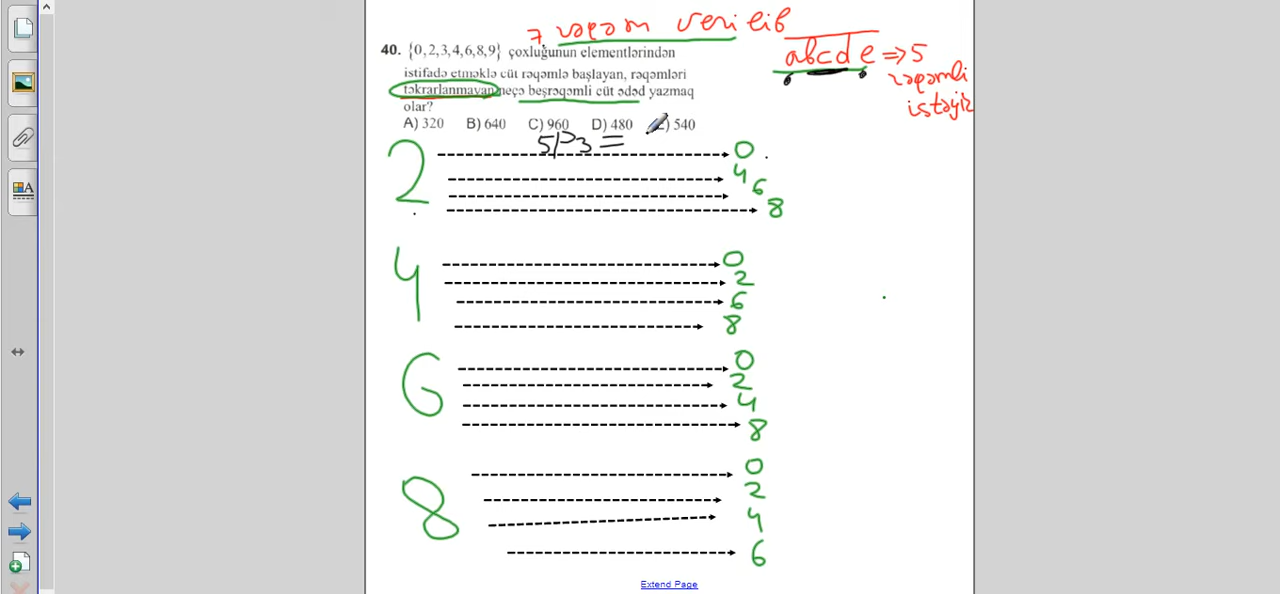 7 rəqəm verilib
40. {0,2,3,4,6,8,9} çoxluğunun elementlərindən
istifadə etməklə cüt rəqəmlə başlayan, rəqəmləri
təkrarlanmayan neçə beşrəqəmli cüt ədəd yazmaq
olar?
A) 320 B) 640 C) 960 D) 480 E) 540
abcde ⇒ 5
rəqəmli
istəyir
5P3 =
2
0
4
6
8
4
0
2
6
8
6
0
2
4
8
8
0
2
4
6
Extend Page